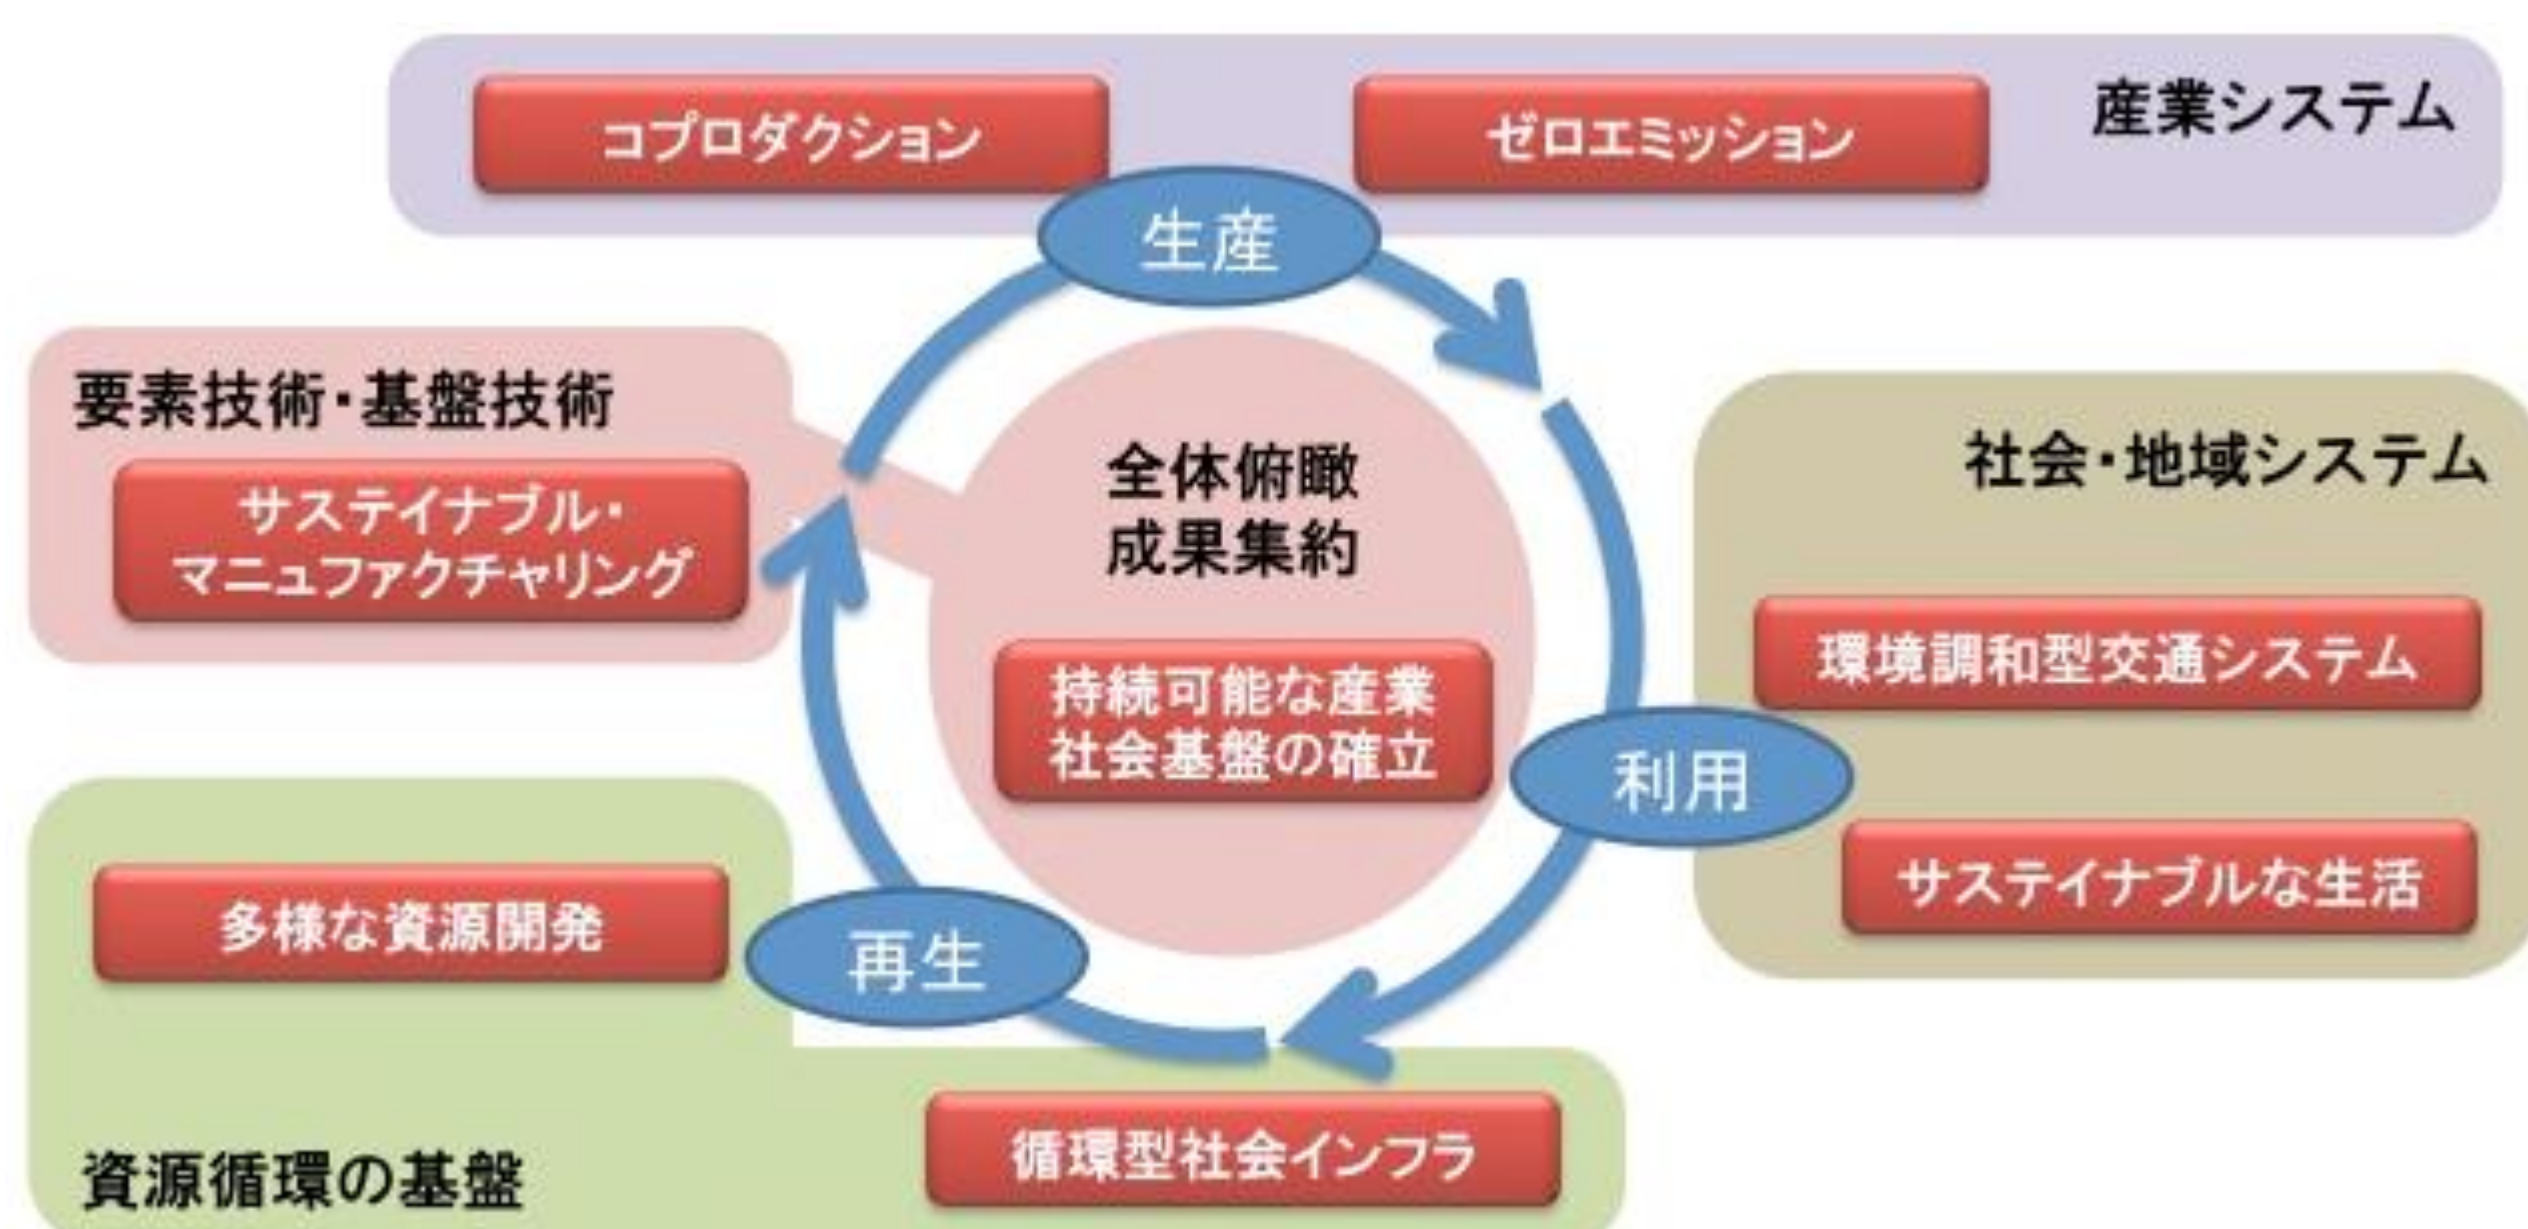 コプロダクション
ゼロエミッション
産業システム
生産
要素技術・基盤技術
サステイナブル・
マニュファクチャリング
全体俯瞰
成果集約
持続可能な産業
社会基盤の確立
社会・地域システム
環境調和型交通システム
利用
サステイナブルな生活
多様な資源開発
再生
循環型社会インフラ
資源循環の基盤